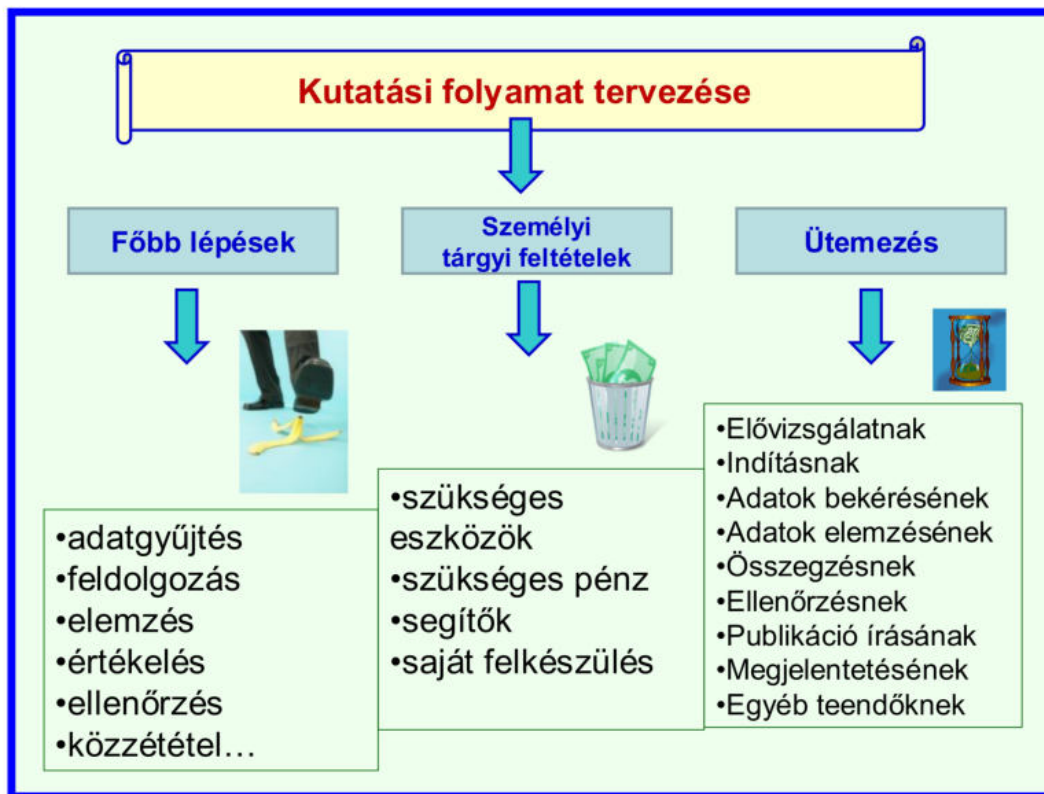 Kutatási folyamat tervezése
Főbb lépések
•adatgyűjtés
•feldolgozás
•elemzés
•értékelés
•ellenőrzés
•közzététel…
Személyi
tárgyi feltételek
•szükséges
eszközök
•szükséges pénz
•segítők
•saját felkészülés
Ütemezés
•Elővizsgálatnak
•Indításnak
•Adatok bekérésének
•Adatok elemzésének
•Összegzésnek
•Ellenőrzésnek
•Publikáció írásának
•Megjelentetésének
•Egyéb teendőknek